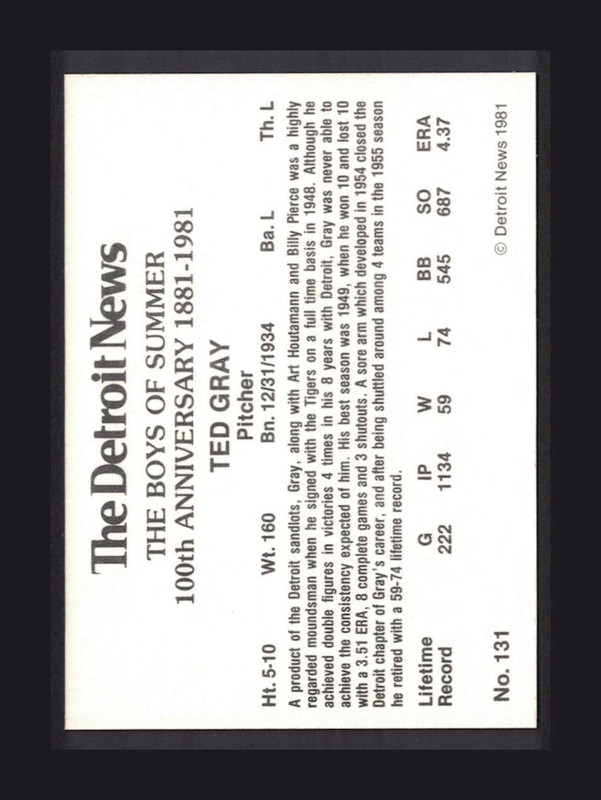 The Detroit News
THE BOYS OF SUMMER
100th ANNIVERSARY 1881-1981
TED GRAY
Pitcher
Ht. 5-10 Wt. 160 Bn. 12/31/1934 Ba. L Th. L
A product of the Detroit sandlots, Gray, along with Art Houtamann and Billy Pierce was a highly
regarded moundsman when he signed with the Tigers on a full time basis in 1948. Although he
achieved double figures in victories 4 times in his 8 years with Detroit, Gray was never able to
achieve the consistency expected of him. His best season was 1949, when he won 10 and lost 10
with a 3.51 ERA, 8 complete games and 3 shutouts. A sore arm which developed in 1954 closed the
Detroit chapter of Gray's career, and after being shuttled around among 4 teams in the 1955 season
he retired with a 59-74 lifetime record.
Lifetime G IP W L BB SO ERA
Record 222 1134 59 74 545 687 4.37
No. 131 © Detroit News 1981